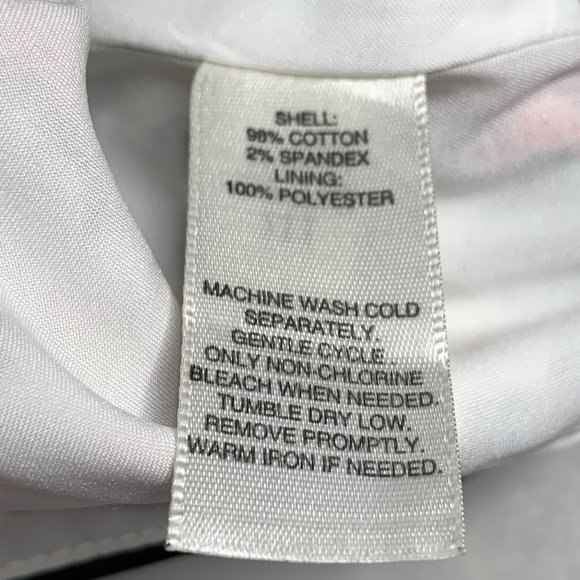 SHELL:
98% COTTON
2% SPANDEX
LINING:
100% POLYESTER
MACHINE WASH COLD
SEPARATELY.
GENTLE CYCLE.
ONLY NON-CHLORINE
BLEACH WHEN NEEDED.
TUMBLE DRY LOW.
REMOVE PROMPTLY.
WARM IRON IF NEEDED.